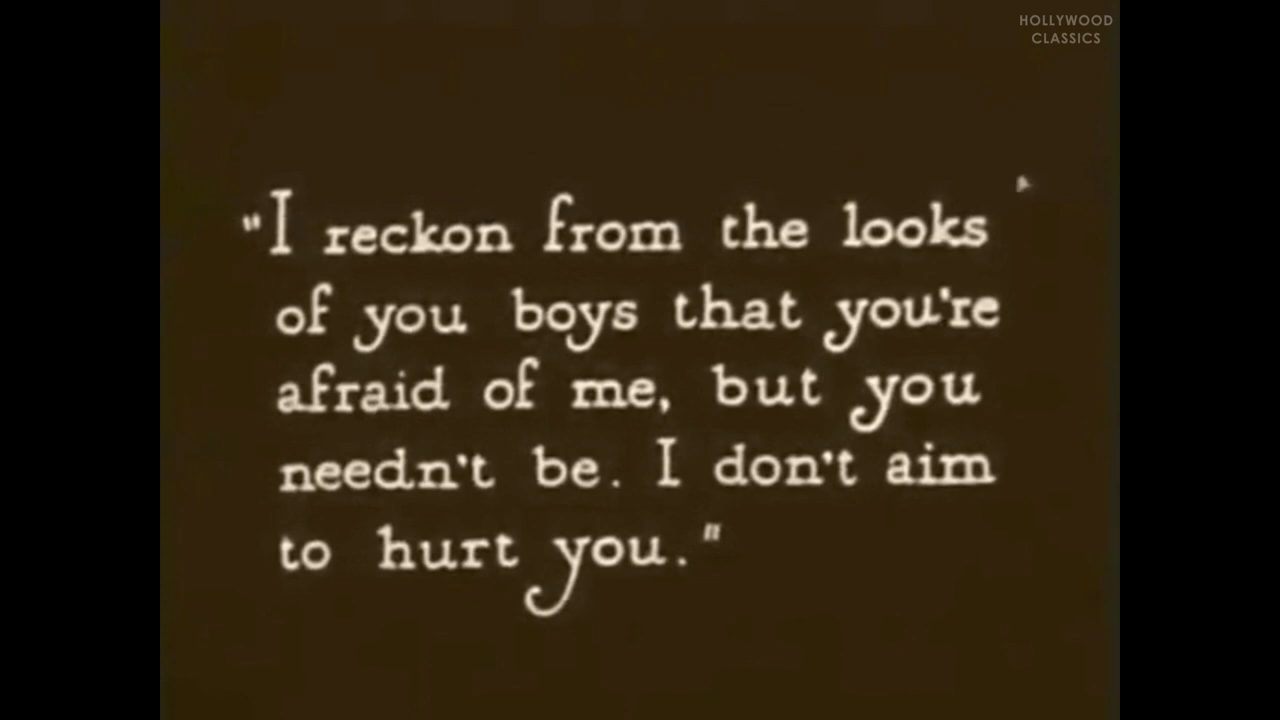 HOLLYWOOD
CLASSICS
"I reckon from the looks
of you boys that you're
afraid of me, but you
needn't be. I don't aim
to hurt you."